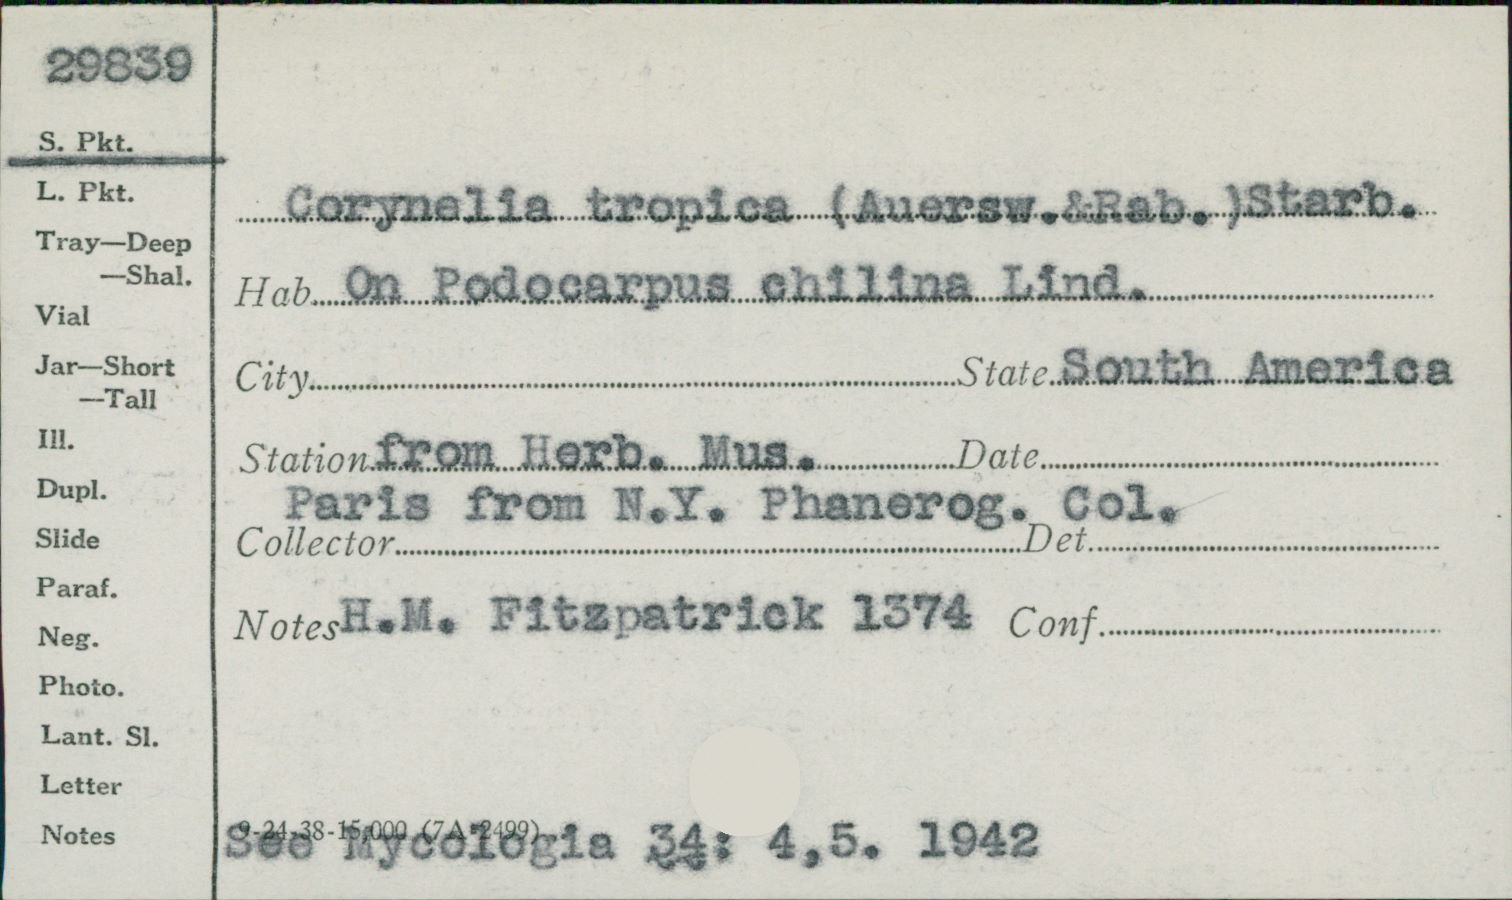 29839
S. Pkt.
L. Pkt.
Tray—Deep
—Shal.
Vial
Jar—Short
—Tall
Ill.
Dupl.
Slide
Paraf.
Neg.
Photo.
Lant. Sl.
Letter
Notes
Corynelia tropica (Auersw.&Rab.)Starb.
Hab. On Podocarpus chilina Lind.
City State South America
Station from Herb. Mus. Date
Paris from N.Y. Phanerog. Col.
Collector Det.
Notes H.M. Fitzpatrick 1374 Conf.
9-24-38-15,000 (7A-2499)
See Mycologia 34: 4,5. 1942